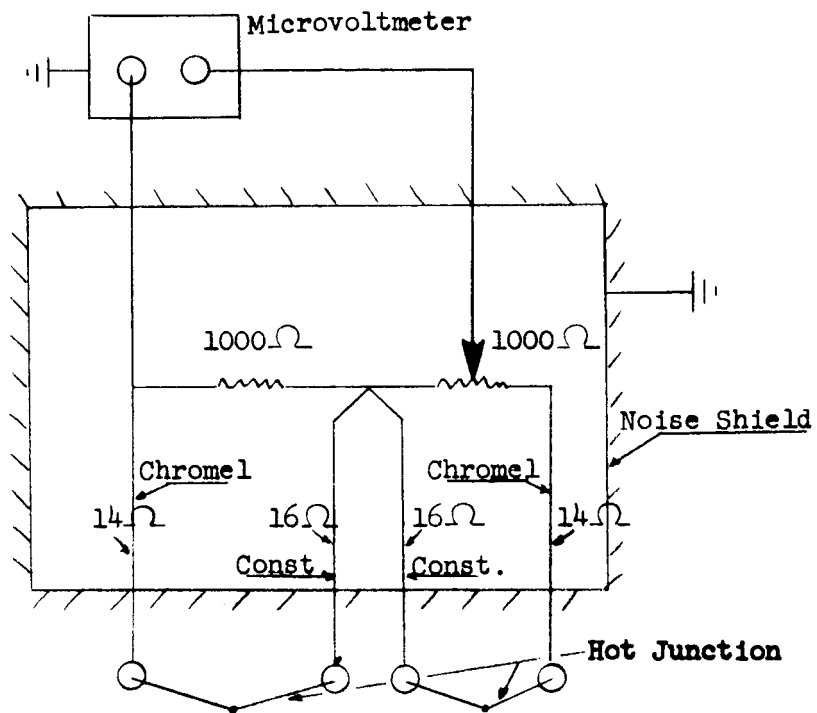 Microvoltmeter
1000Ω 1000Ω
Noise Shield
Chromel Chromel
14Ω 16Ω 16Ω 14Ω
Const. Const.
Hot Junction